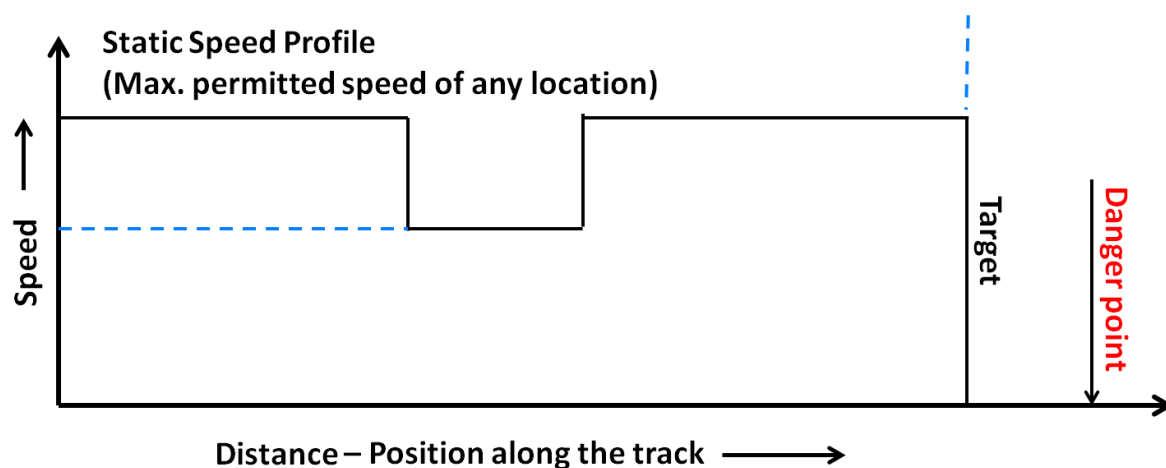 Static Speed Profile
(Max. permitted speed of any location)
Speed
Target
Danger point
Distance – Position along the track